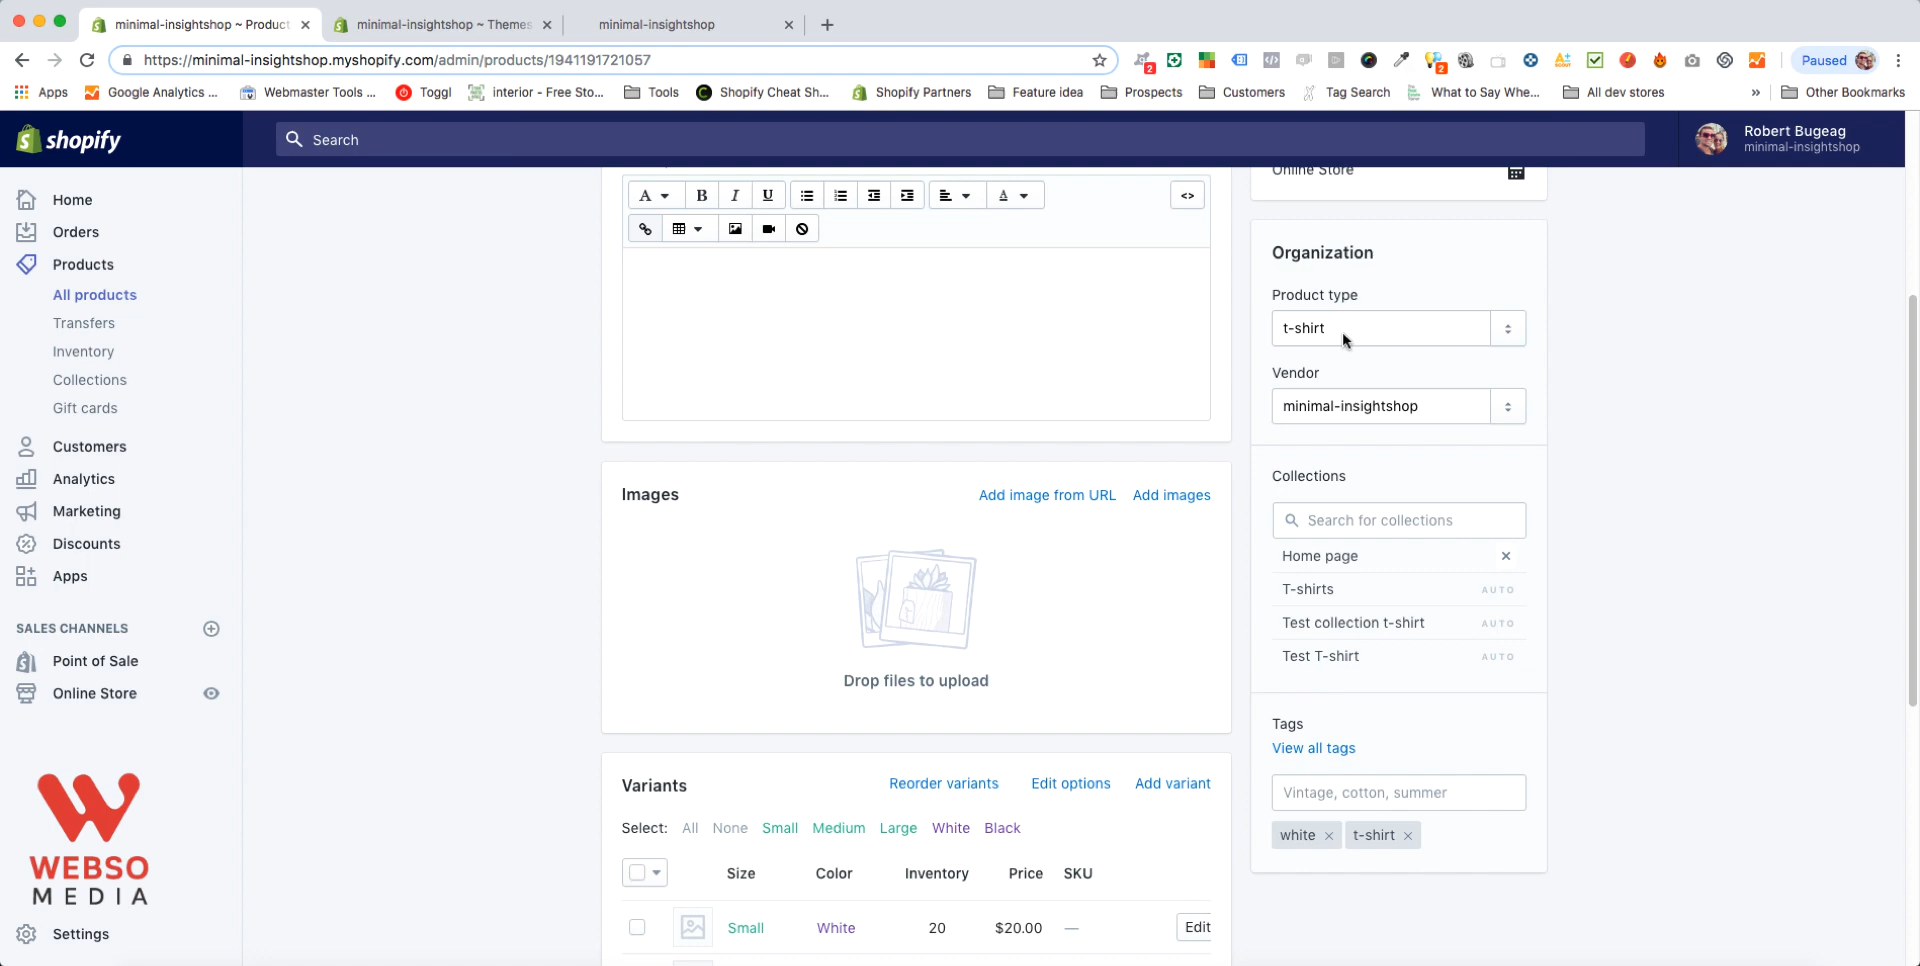 minimal-insightshop ~ Product
minimal-insightshop ~ Themes
minimal-insightshop
https://minimal-insightshop.myshopify.com/admin/products/1941191721057
2
2
Paused
Apps
Google Analytics ...
Webmaster Tools ...
Toggl
interior - Free Sto...
Tools
Shopify Cheat Sh...
Shopify Partners
Feature idea
Prospects
Customers
Tag Search
What to Say Whe...
All dev stores
»
Other Bookmarks
shopify
Search
Robert Bugeag
minimal-insightshop
Home
Orders
Products
All products
Transfers
Inventory
Collections
Gift cards
Customers
Analytics
Marketing
Discounts
Apps
SALES CHANNELS
Point of Sale
Online Store
WEBSO
MEDIA
Settings
A
B
I
U
A
<>
Images
Add image from URL
Add images
Drop files to upload
Variants
Reorder variants
Edit options
Add variant
Select: All None Small Medium Large White Black
Size Color Inventory Price SKU
Small White 20 $20.00 — Edit
Online Store
Organization
Product type
t-shirt
Vendor
minimal-insightshop
Collections
Search for collections
Home page
T-shirts AUTO
Test collection t-shirt AUTO
Test T-shirt AUTO
Tags
View all tags
Vintage, cotton, summer
white
t-shirt